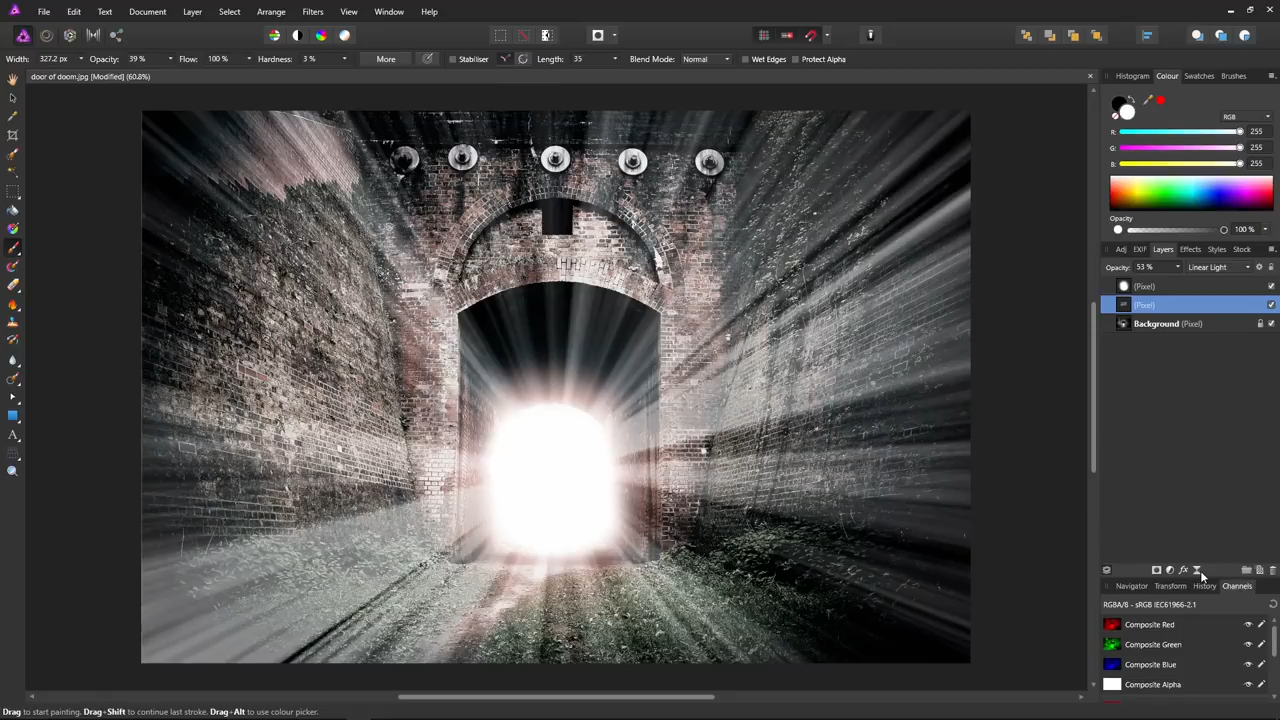 File Edit Text Document Layer Select Arrange Filters View Window Help
Width: 327.2 px Opacity: 39 % Flow: 100 % Hardness: 3 % More Stabiliser Length: 35 Blend Mode: Normal Wet Edges Protect Alpha
door of doom.jpg [Modified] (60.8%)
Histogram Colour Swatches Brushes
RGB
R: 255
G: 255
B: 255
Opacity
100 %
Adj EXIF Layers Effects Styles Stock
Opacity: 53 % Linear Light
(Pixel)
(Pixel)
Background (Pixel)
fx
Navigator Transform History Channels
RGBA/8 - sRGB IEC61966-2.1
Composite Red
Composite Green
Composite Blue
Composite Alpha
Drag to start painting. Drag+Shift to continue last stroke. Drag+Alt to use colour picker.